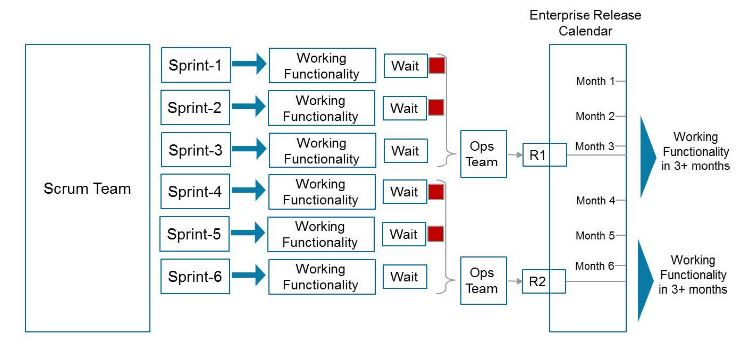 Enterprise Release
Calendar
Scrum Team
Sprint-1
Working
Functionality
Wait
Sprint-2
Working
Functionality
Wait
Sprint-3
Working
Functionality
Wait
Sprint-4
Working
Functionality
Wait
Sprint-5
Working
Functionality
Wait
Sprint-6
Working
Functionality
Wait
Ops
Team
R1
Ops
Team
R2
Month 1
Month 2
Month 3
Month 4
Month 5
Month 6
Working
Functionality
in 3+ months
Working
Functionality
in 3+ months